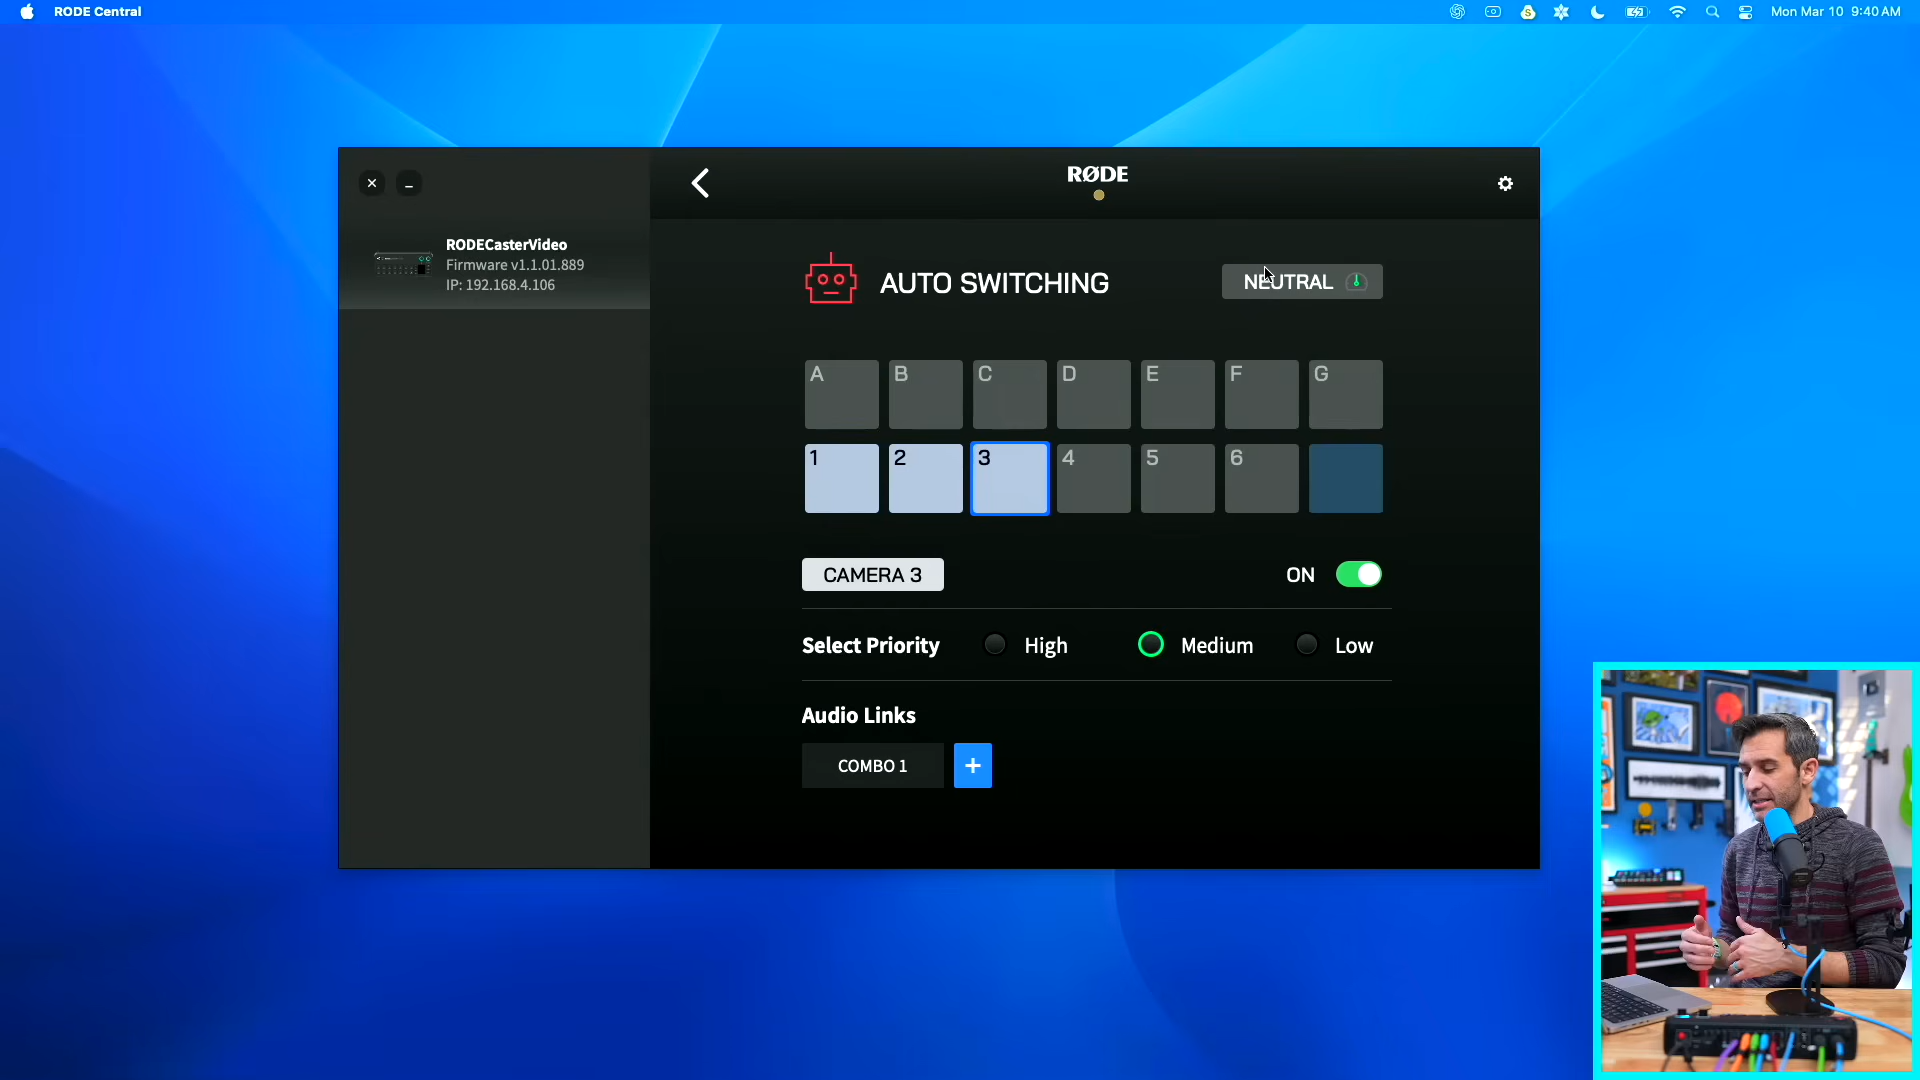 RODE Central
Mon Mar 10 9:40 AM
RØDE
RODECasterVideo
Firmware v1.1.01.889
IP: 192.168.4.106
AUTO SWITCHING
NEUTRAL
A B C D E F G
1 2 3 4 5 6
CAMERA 3
ON
Select Priority High Medium Low
Audio Links
COMBO 1 +